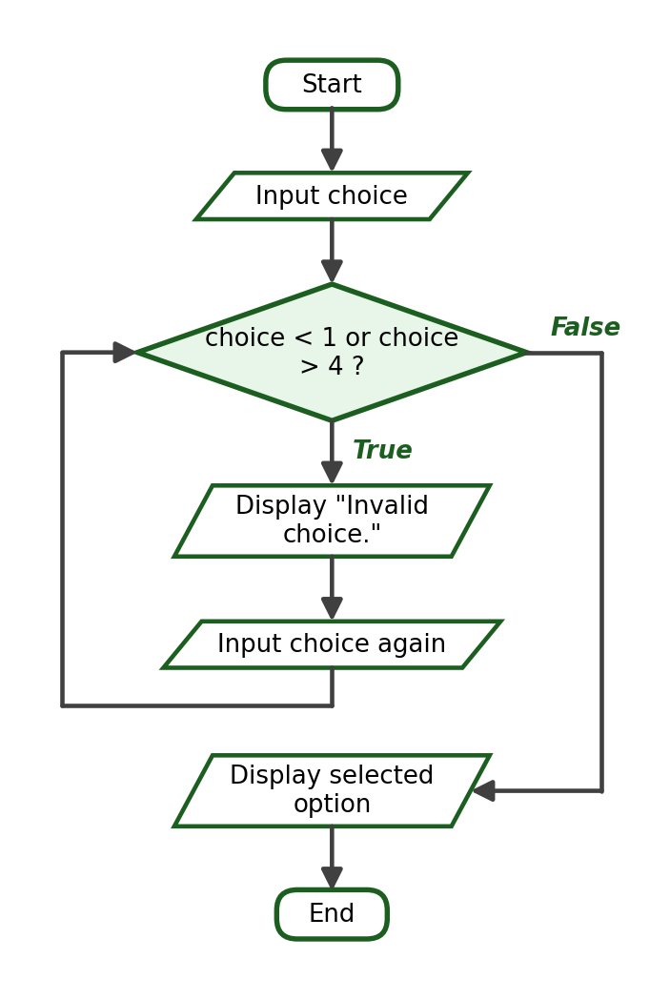 Start
Input choice
choice < 1 or choice
> 4 ?
False
True
Display "Invalid
choice."
Input choice again
Display selected
option
End